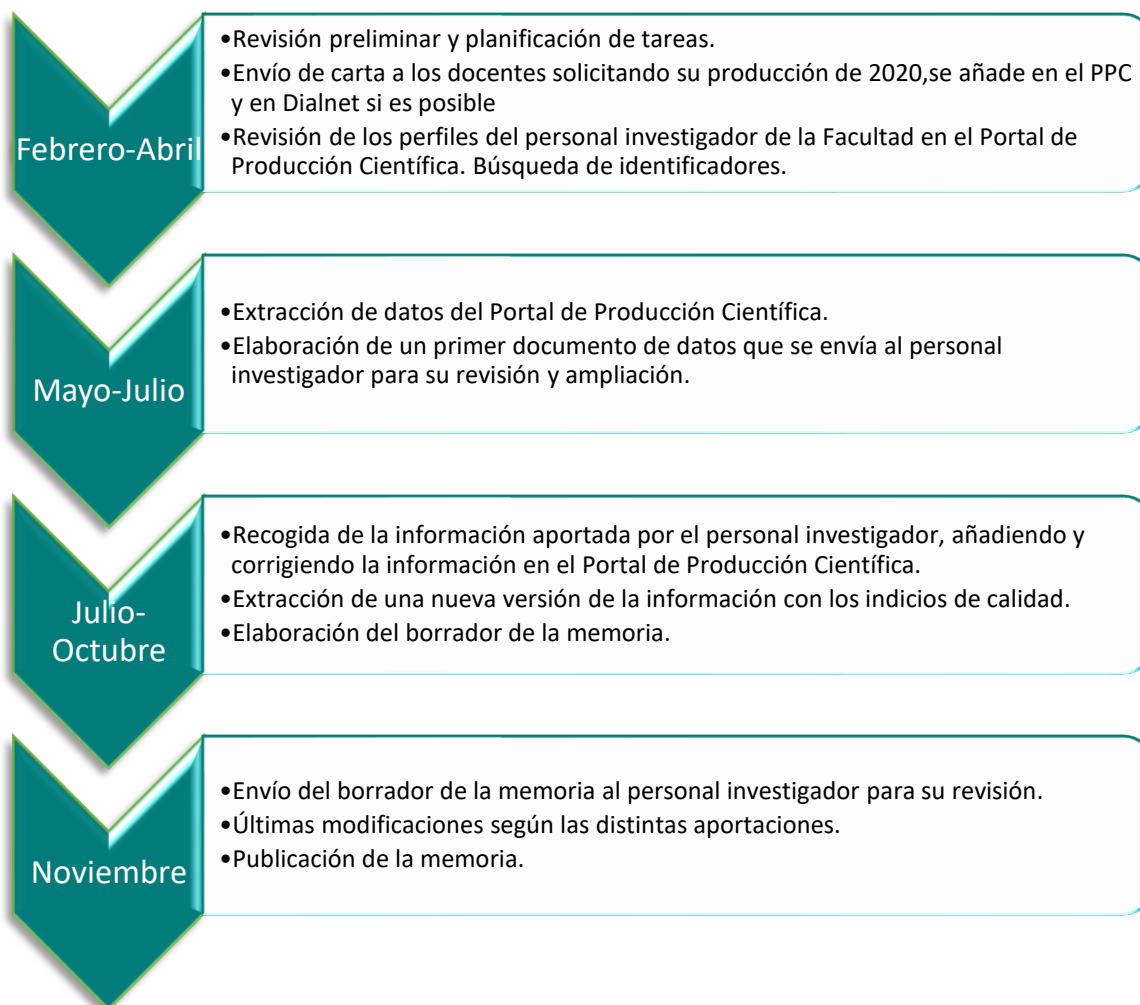 Febrero-Abril
•Revisión preliminar y planificación de tareas.
•Envío de carta a los docentes solicitando su producción de 2020,se añade en el PPC
y en Dialnet si es posible
•Revisión de los perfiles del personal investigador de la Facultad en el Portal de
Producción Científica. Búsqueda de identificadores.
Mayo-Julio
•Extracción de datos del Portal de Producción Científica.
•Elaboración de un primer documento de datos que se envía al personal
investigador para su revisión y ampliación.
Julio-
Octubre
•Recogida de la información aportada por el personal investigador, añadiendo y
corrigiendo la información en el Portal de Producción Científica.
•Extracción de una nueva versión de la información con los indicios de calidad.
•Elaboración del borrador de la memoria.
Noviembre
•Envío del borrador de la memoria al personal investigador para su revisión.
•Últimas modificaciones según las distintas aportaciones.
•Publicación de la memoria.